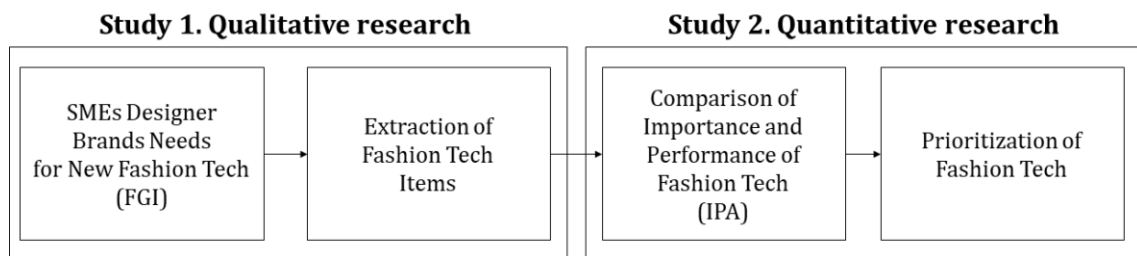 Study 1. Qualitative research
SMEs Designer
Brands Needs
for New Fashion Tech
(FGI)
Extraction of
Fashion Tech
Items
Study 2. Quantitative research
Comparison of
Importance and
Performance of
Fashion Tech
(IPA)
Prioritization of
Fashion Tech